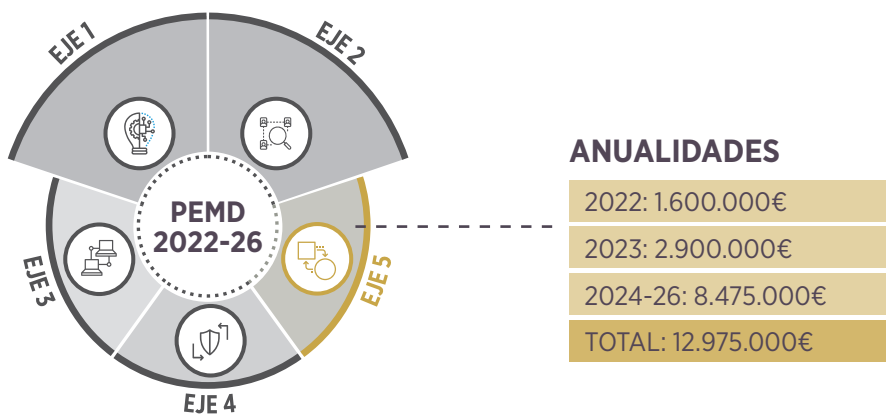 EJE 1
EJE 2
PEMD
2022-26
EJE 3
EJE 5
EJE 4
ANUALIDADES
2022: 1.600.000€
2023: 2.900.000€
2024-26: 8.475.000€
TOTAL: 12.975.000€